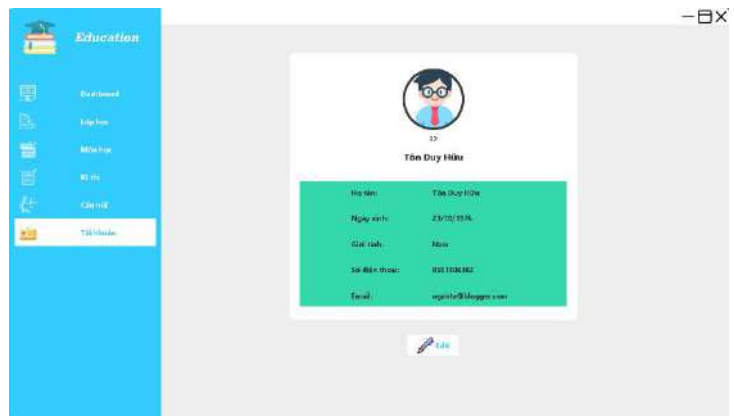 Education
Dashboard
Lớp học
Môn học
Kì thi
Câu hỏi
Tài khoản
32
Tôn Duy Hữu
Họ tên: Tôn Duy Hữu
Ngày sinh: 23/10/1976
Giới tính: Nam
Số điện thoại:
Email:
Edit